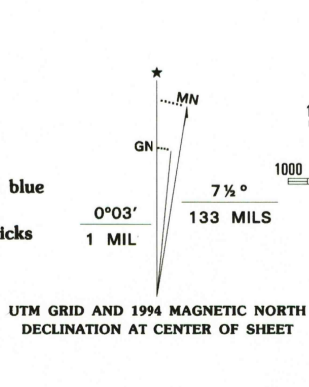 ★
MN
GN
1000
blue
7½°
0°03′
133 MILS
icks
1 MIL
UTM GRID AND 1994 MAGNETIC NORTH
DECLINATION AT CENTER OF SHEET